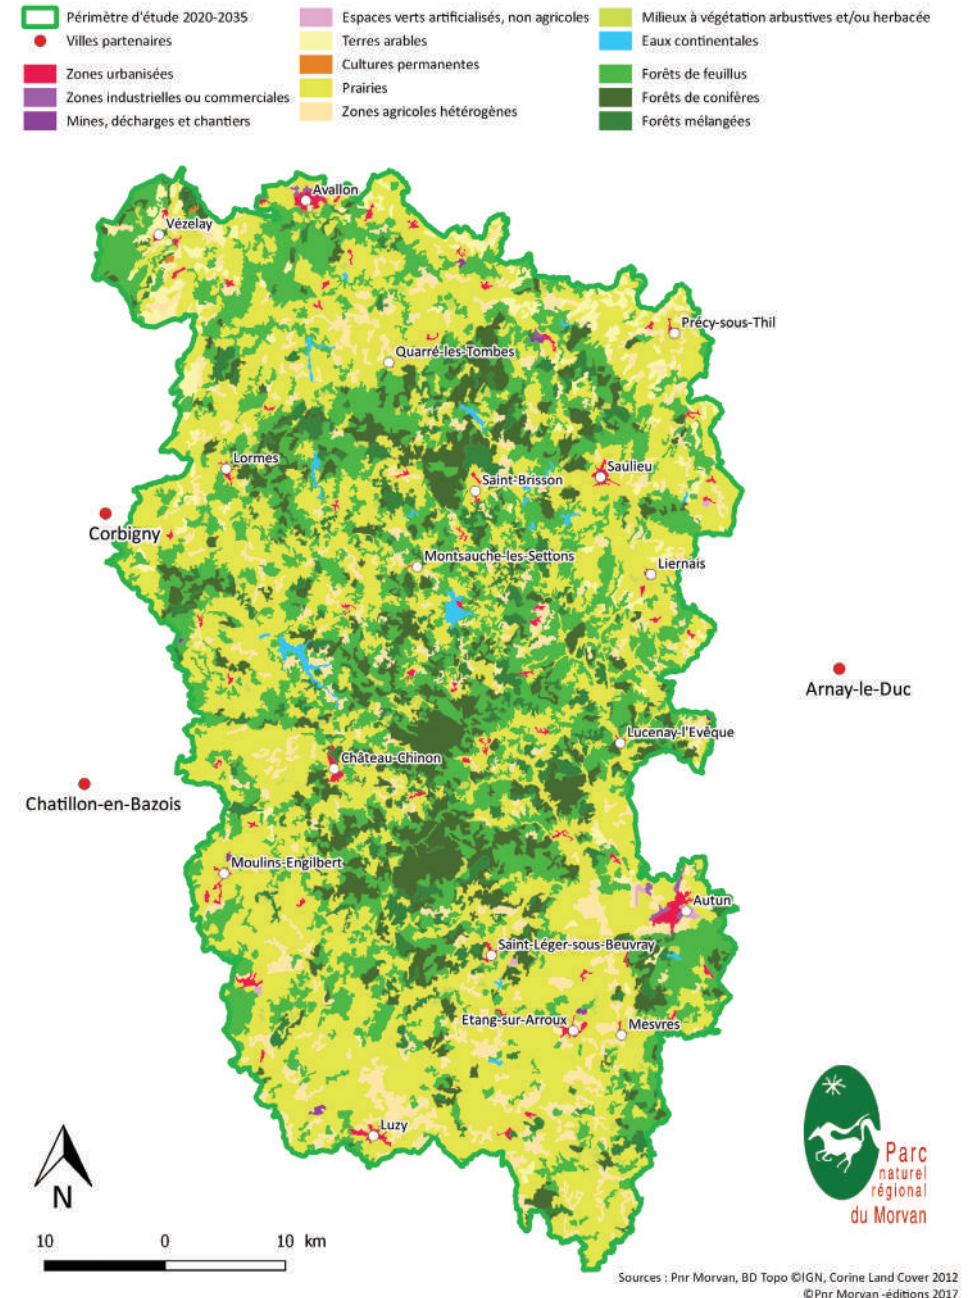 Périmètre d'étude 2020-2035
Villes partenaires
Zones urbanisées
Zones industrielles ou commerciales
Mines, décharges et chantiers
Espaces verts artificialisés, non agricoles
Terres arables
Cultures permanentes
Prairies
Zones agricoles hétérogènes
Milieux à végétation arbustives et/ou herbacée
Eaux continentales
Forêts de feuillus
Forêts de conifères
Forêts mélangées
Avallon
Vézelay
Précy-sous-Thil
Quarré-les-Tombes
Lormes
Saulieu
Saint-Brisson
Corbigny
Montsauche-les-Settons
Liernais
Arnay-le-Duc
Lucenay-l'Evêque
Château-Chinon
Chatillon-en-Bazois
Moulins-Engilbert
Autun
Saint-Léger-sous-Beuvray
Etang-sur-Arroux
Mesvres
Luzy
Parc
naturel
régional
du Morvan
N
10 0 10 km
Sources : Pnr Morvan, BD Topo ©IGN, Corine Land Cover 2012
©Pnr Morvan -éditions 2017